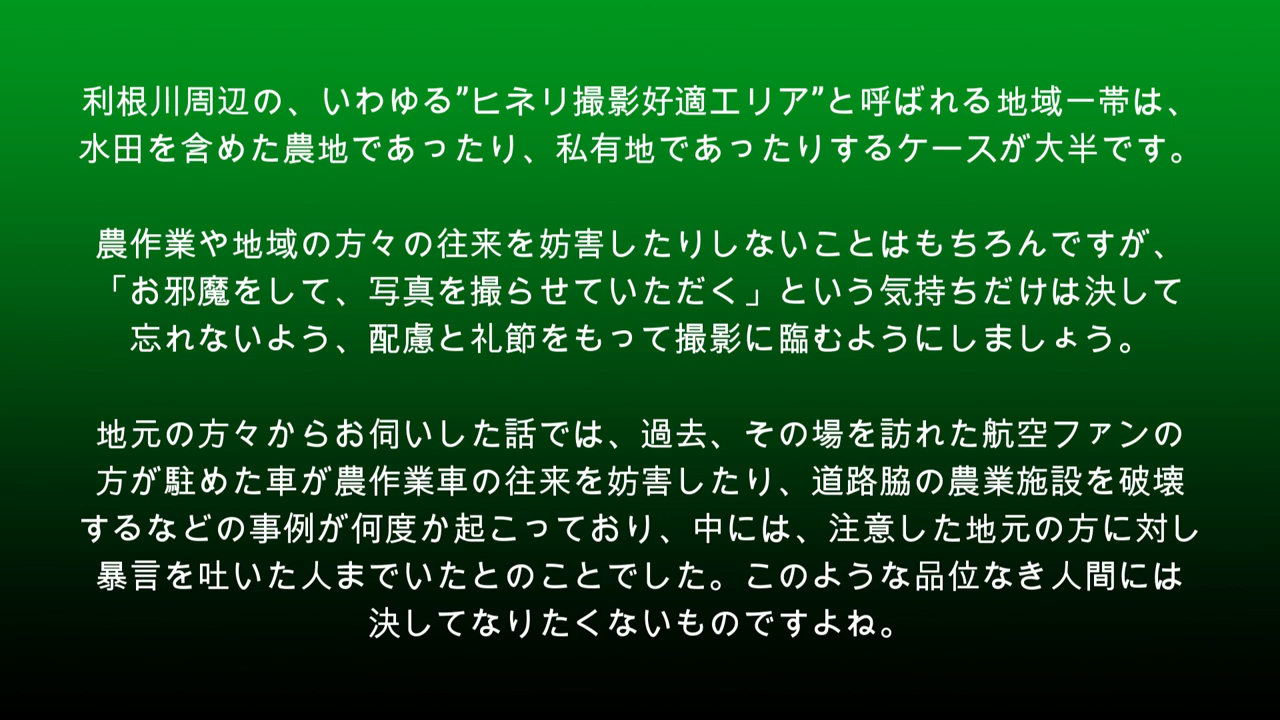 利根川周辺の、いわゆる”ヒネリ撮影好適エリア”と呼ばれる地域一帯は、
水田を含めた農地であったり、私有地であったりするケースが大半です。
農作業や地域の方々の往来を妨害したりしないことはもちろんですが、
「お邪魔をして、写真を撮らせていただく」という気持ちだけは決して
忘れないよう、配慮と礼節をもって撮影に臨むようにしましょう。
地元の方々からお伺いした話では、過去、その場を訪れた航空ファンの
方が駐めた車が農作業車の往来を妨害したり、道路脇の農業施設を破壊
するなどの事例が何度か起こっており、中には、注意した地元の方に対し
暴言を吐いた人までいたとのことでした。このような品位なき人間には
決してなりたくないものですよね。